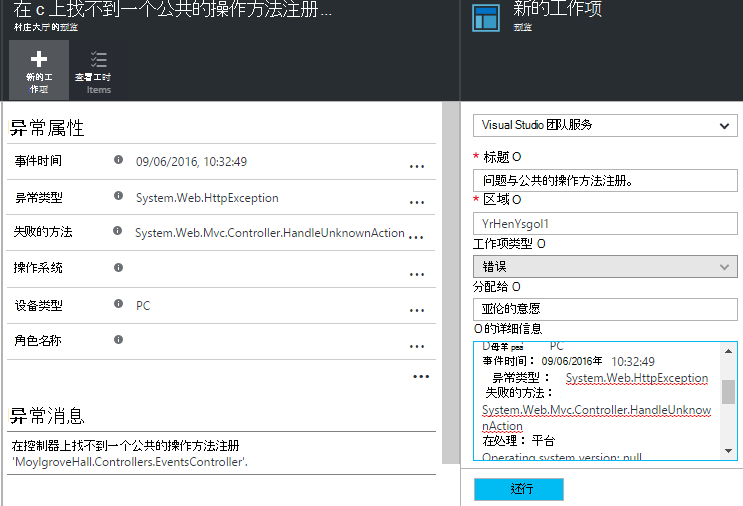 在 c 上找不到一个公共的操作方法注册...
村庄大厅的预览
新的工作项
查看工时
Items
异常属性
事件时间 09/06/2016, 10:32:49 ...
异常类型 System.Web.HttpException ...
失败的方法 System.Web.Mvc.Controller.HandleUnknownAction ...
操作系统 ...
设备类型 PC ...
角色名称 ...
...
异常消息
在控制器上找不到一个公共的操作方法注册
'MoylgroveHall.Controllers.EventsController'.
新的工作项
预览
Visual Studio 团队服务
* 标题 O
问题与公共的操作方法注册。
* 区域 O
YrHenYsgol1
工作项类型 O
错误
分配给 O
亚伦的意愿
O 的详细信息
PC
事件时间： 09/06/2016年 10:32:49
异常类型： System.Web.HttpException
失败的方法：
System.Web.Mvc.Controller.HandleUnknow
nAction
在处理： 平台
Operating system version: null
还行